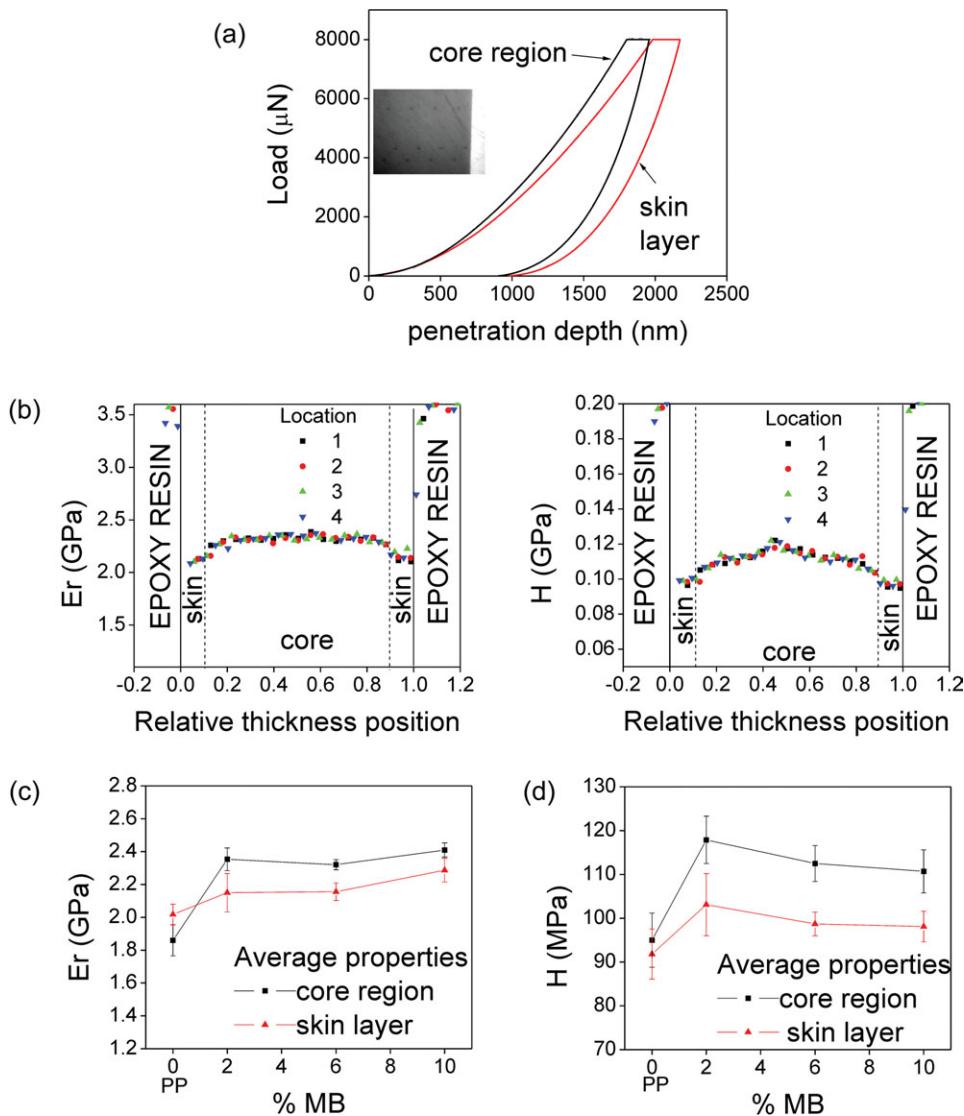 (a)
8000
6000
4000
2000
0
Load (μN)
core region
skin
layer
0 500 1000 1500 2000 2500
penetration depth (nm)
(b)
3.5
3.0
2.5
2.0
1.5
Er (GPa)
EPOXY RESIN
skin
Location
1
2
3
4
core
skin
EPOXY RESIN
-0.2 0.0 0.2 0.4 0.6 0.8 1.0 1.2
Relative thickness position
0.20
0.18
0.16
0.14
0.12
0.10
0.08
0.06
H (GPa)
EPOXY RESIN
skin
Location
1
2
3
4
core
skin
EPOXY RESIN
-0.2 0.0 0.2 0.4 0.6 0.8 1.0 1.2
Relative thickness position
(c)
2.8
2.6
2.4
2.2
2.0
1.8
1.6
1.4
1.2
Er (GPa)
Average properties
core region
skin layer
0 2 4 6 8 10
PP
% MB
(d)
130
120
110
100
90
80
70
H (MPa)
Average properties
core region
skin layer
0 2 4 6 8 10
PP
% MB